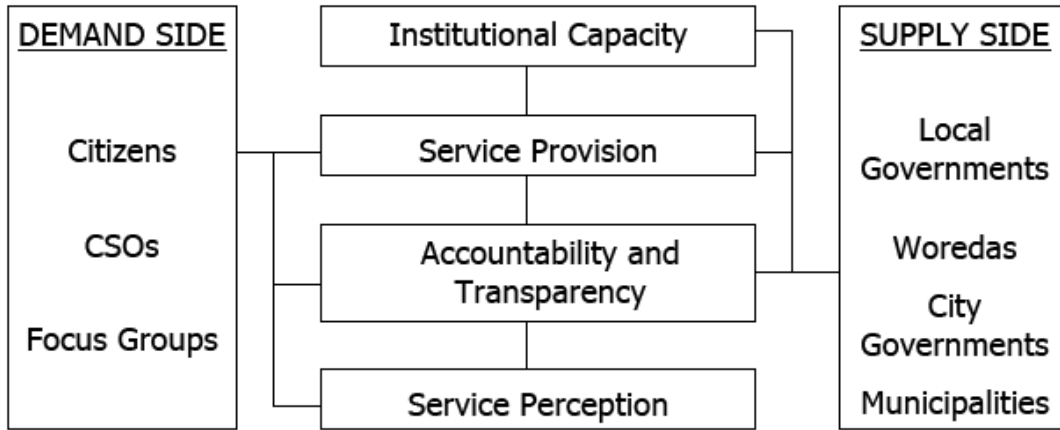 DEMAND SIDE
Citizens
CSOs
Focus Groups
Institutional Capacity
Service Provision
Accountability and
Transparency
Service Perception
SUPPLY SIDE
Local
Governments
Woredas
City
Governments
Municipalities